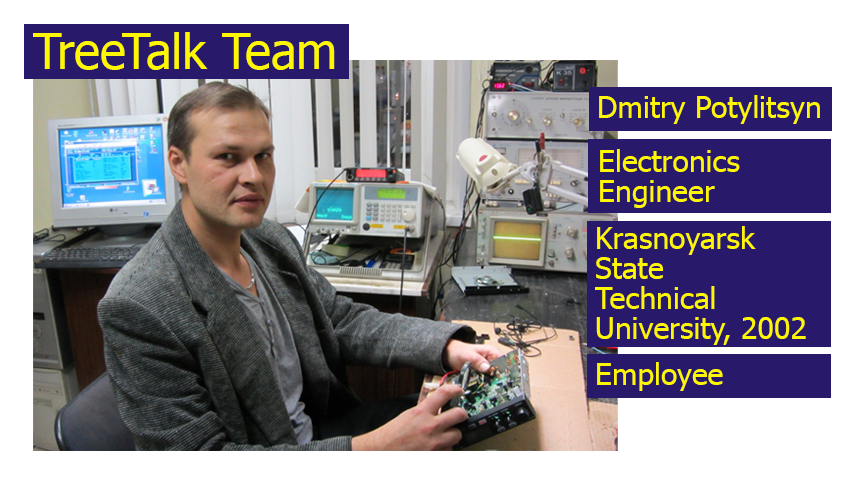 TreeTalk Team
Dmitry Potylitsyn
Electronics
Engineer
Krasnoyarsk
State
Technical
University, 2002
Employee